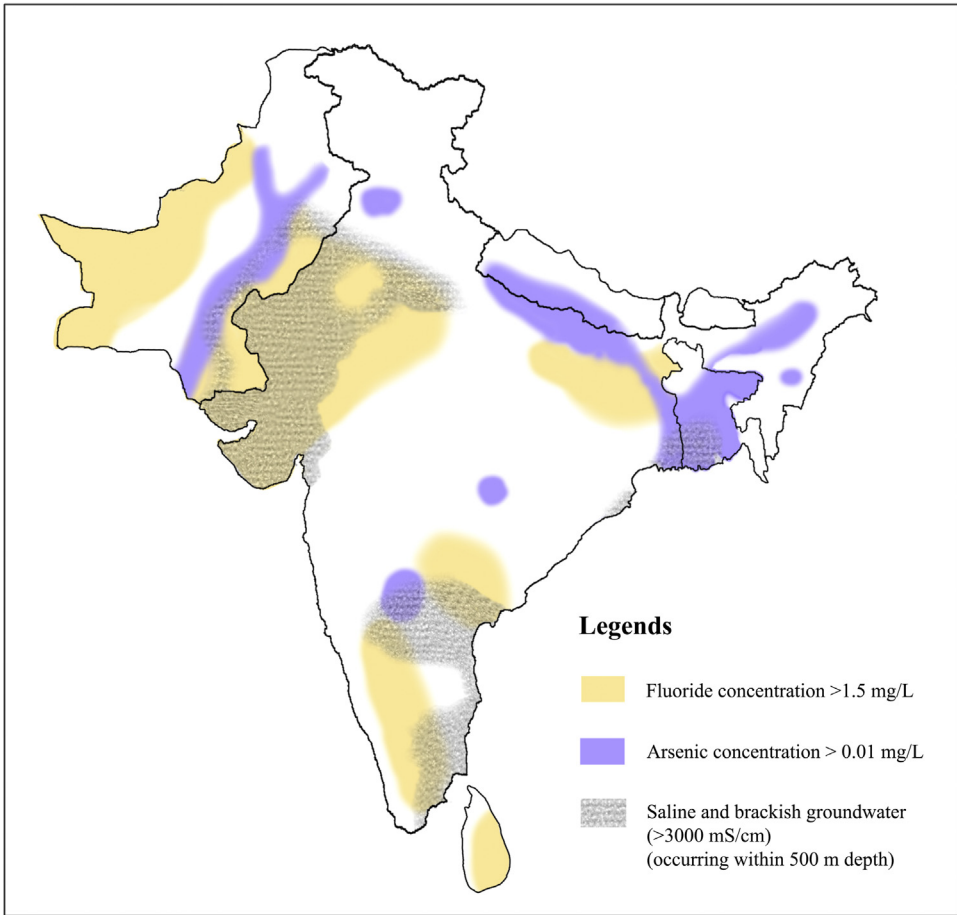 Legends
Fluoride concentration >1.5 mg/L
Arsenic concentration > 0.01 mg/L
Saline and brackish groundwater
(>3000 mS/cm)
(occurring within 500 m depth)